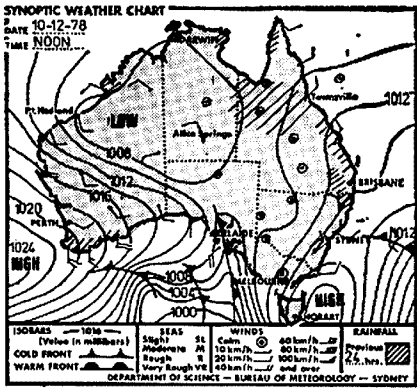 SYNOPTIC WEATHER CHART
DATE 10-12-78
TIME NOON
DARWIN
Townsville
1012
Pt. Hedland
LOW
Alice Springs
1008
1012
1016
BRISBANE
1020
PERTH
ADELAIDE
SYDNEY
1012
1024
HIGH
1008
1004
1000
MELBOURNE
HIGH
HOBART
ISOBARS 1016
(Value in millibars)
COLD FRONT
WARM FRONT
SEAS
Slight Sl
Moderate M
Rough R
Very Rough VR
WINDS
Calm
10 km/h
20 km/h
40 km/h
60 km/h
80 km/h
100 km/h
and over
RAINFALL
Previous
24 hrs.
DEPARTMENT OF SCIENCE — BUREAU OF METEOROLOGY — SYDNEY